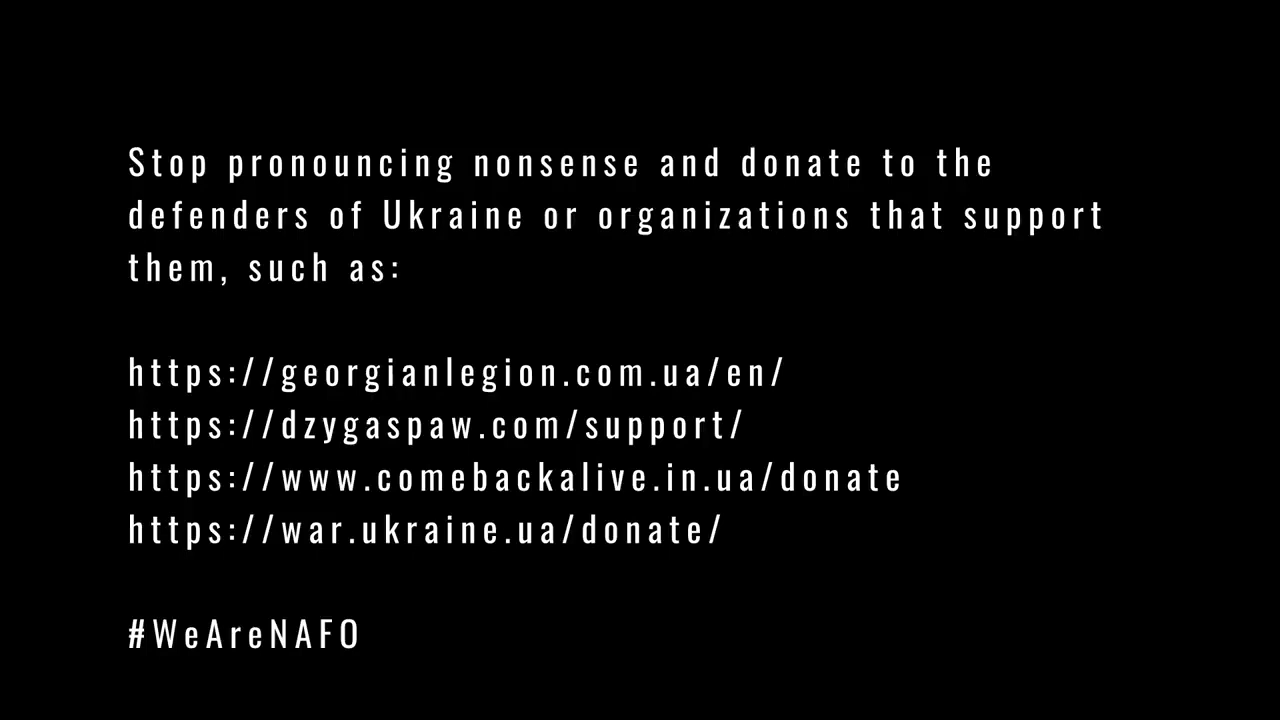 Stop pronouncing nonsense and donate to the
defenders of Ukraine or organizations that support
them, such as:
https://georgianlegion.com.ua/en/
https://dzygaspaw.com/support/
https://www.comebackalive.in.ua/donate
https://war.ukraine.ua/donate/
#WeAreNAFO